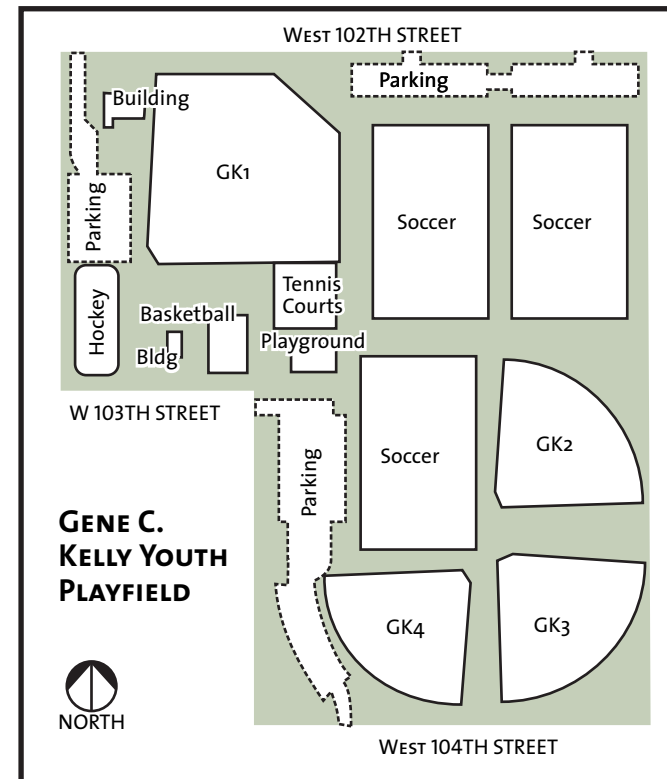 WEST 102TH STREET
Parking
Building
GK1
Parking
Soccer
Soccer
Tennis
Courts
Hockey
Basketball
Playground
Bldg
W 103TH STREET
Soccer
GK2
Parking
GENE C.
KELLY YOUTH
PLAYFIELD
GK4
GK3
NORTH
WEST 104TH STREET